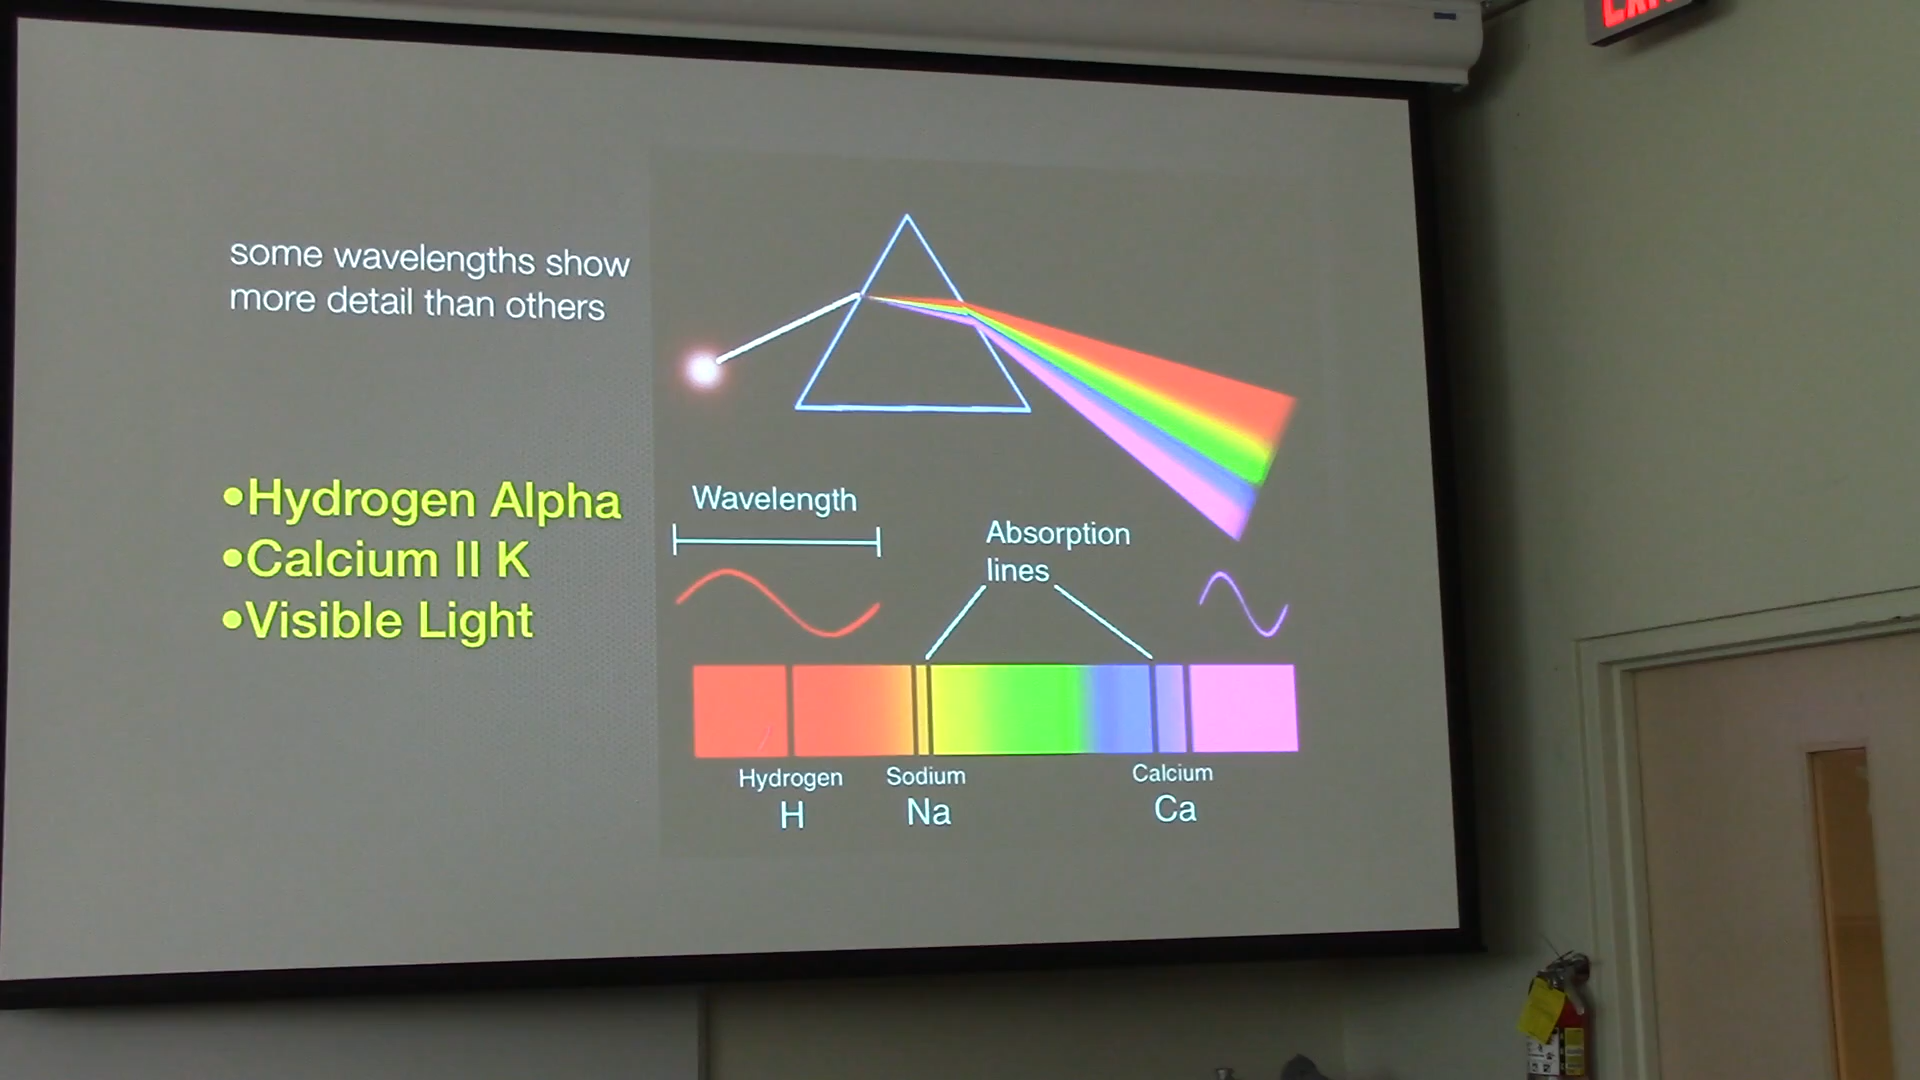 some wavelengths show
more detail than others
•Hydrogen Alpha
•Calcium II K
•Visible Light
Wavelength
Absorption
lines
Hydrogen
H
Sodium
Na
Calcium
Ca
EXIT